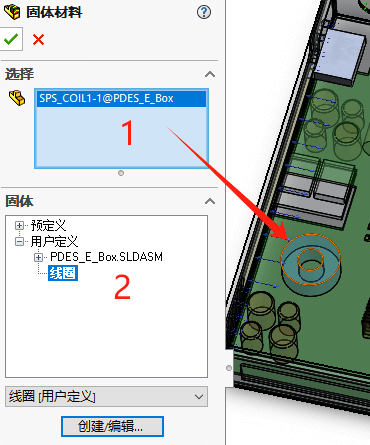 固体材料
选择
SPS_COIL1-1@PDES_E_Box
1
固体
预定义
用户定义
PDES_E_Box.SLDASM
线圈
2
线圈 [用户定义]
创建/编辑...